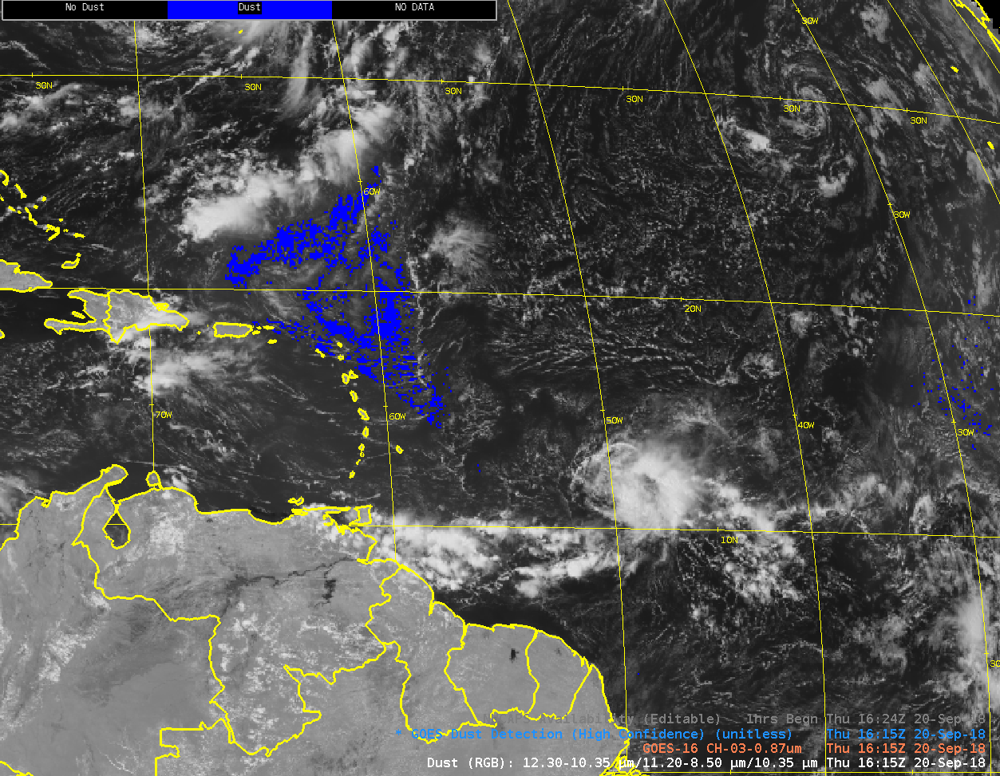 No Dust Dust NO DATA
30W
30N 30N 30N 30N 30N 30N
60W
30W
20N
70W 60W 50W 40W 30W
10N
30
Availability (Editable) - 1hrs Begn Thu 16:24Z 20-Sep-18
* GOES Dust Detection (High Confidence) (unitless) Thu 16:15Z 20-Sep-18
GOES-16 CH-03-0.87um Thu 16:15Z 20-Sep-18
Dust (RGB): 12.30-10.35 µm/11.20-8.50 µm/10.35 µm Thu 16:15Z 20-Sep-18